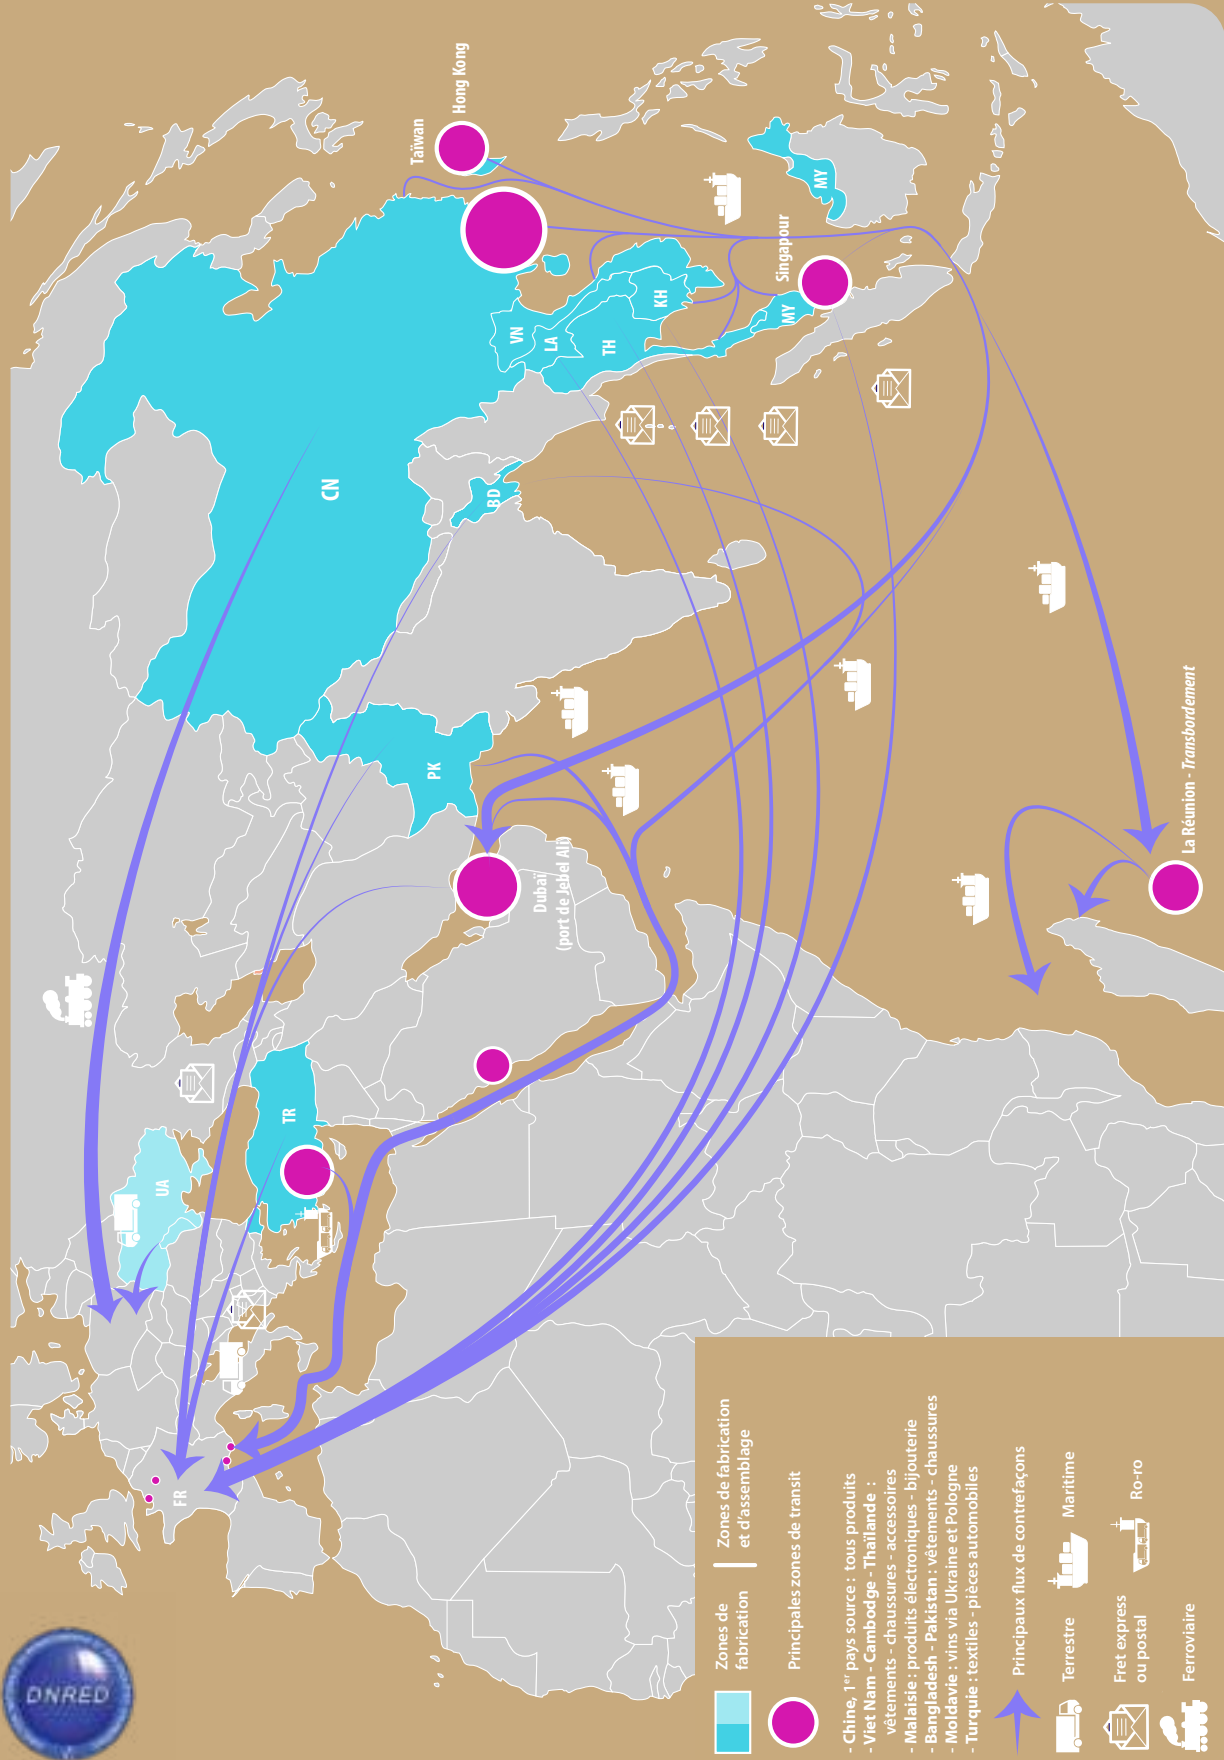 DNRED
FR
UA
TR
CN
PK
BD
VN
LA
TH
KH
MY
MY
Taïwan
Hong Kong
Singapour
Dubaï
(port de Jebel Ali)
La Réunion - Transbordement
Zones de
fabrication
Zones de fabrication
et d'assemblage
Principales zones de transit
- Chine, 1er pays source : tous produits
- Viet Nam - Cambodge - Thaïlande :
vêtements - chaussures - accessoires
- Malaisie : produits électroniques - bijouterie
- Bangladesh - Pakistan : vêtements - chaussures
- Moldavie : vins via Ukraine et Pologne
- Turquie : textiles - pièces automobiles
Principaux flux de contrefaçons
Terrestre
Maritime
Fret express
ou postal
Ro-ro
Ferroviaire